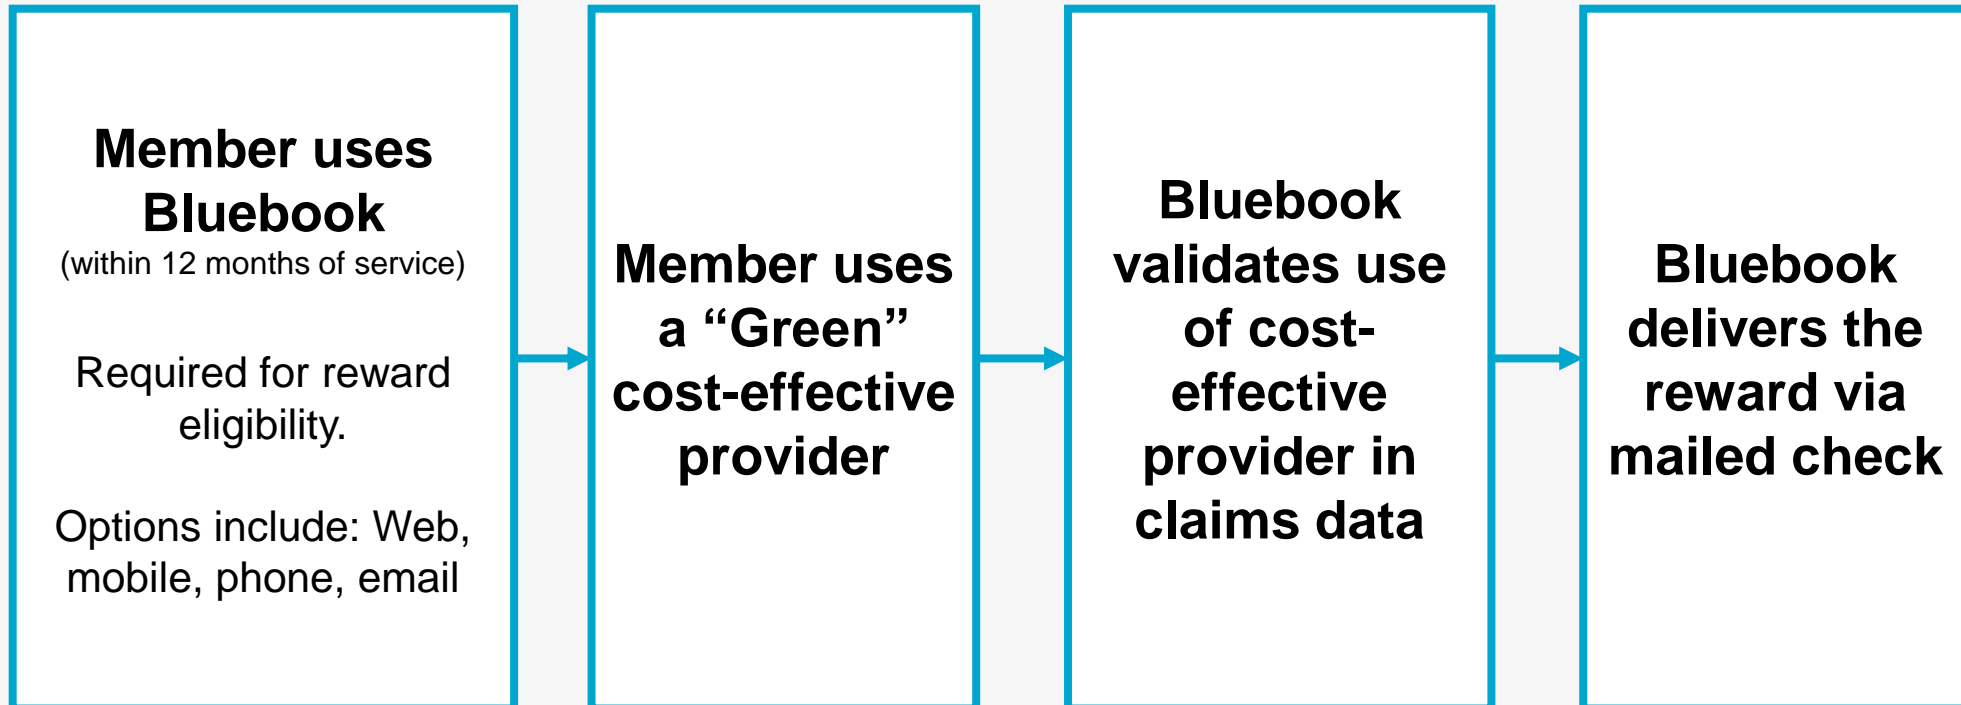 Member uses
Bluebook
(within 12 months of service)
Required for reward
eligibility.
Options include: Web,
mobile, phone, email
Member uses
a “Green”
cost-effective
provider
Bluebook
validates use
of cost-
effective
provider in
claims data
Bluebook
delivers the
reward via
mailed check